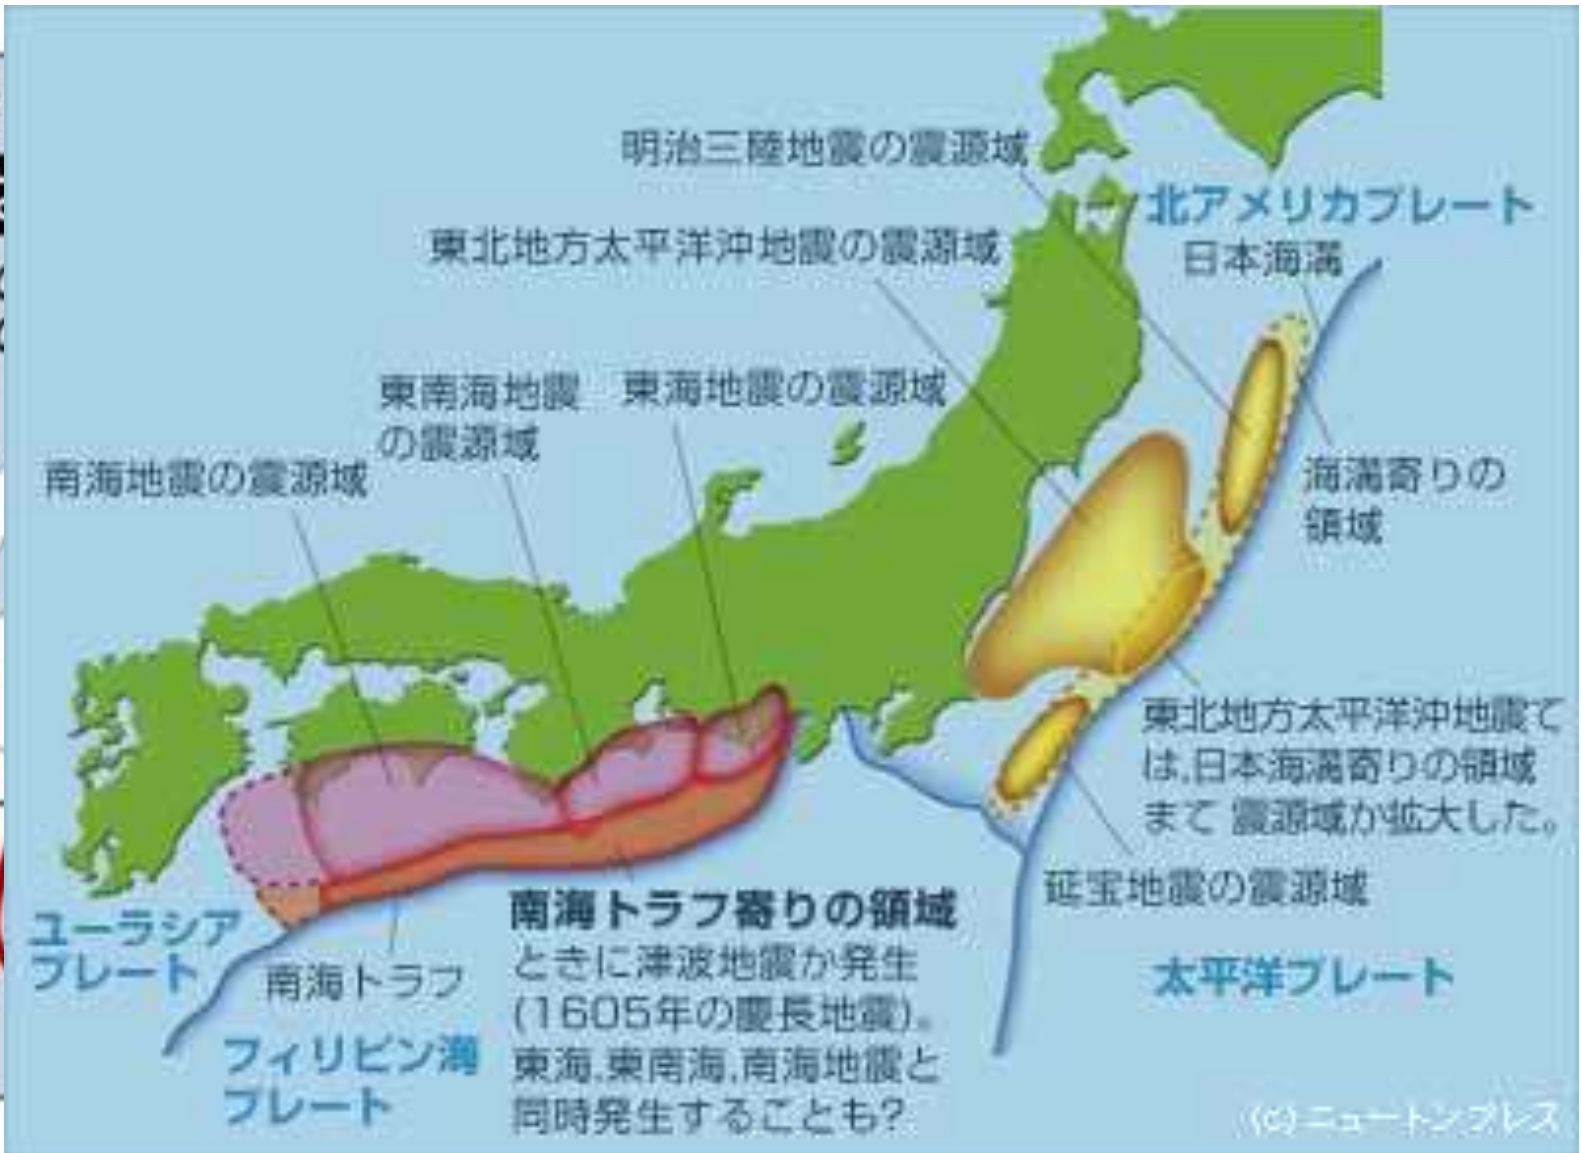 明治三陸地震の震源域
北アメリカプレート
東北地方太平洋沖地震の震源域
日本海溝
東南海地震
の震源域
東海地震の震源域
南海地震の震源域
海溝寄りの
領域
東北地方太平洋沖地震で
は,日本海溝寄りの領域
まで 震源域が拡大した。
延宝地震の震源域
南海トラフ寄りの領域
ときに津波地震が発生
(1605年の慶長地震)。
東海,東南海,南海地震と
同時発生することも?
ユーラシア
プレート
南海トラフ
フィリピン海
プレート
太平洋プレート
(c)ニュートンプレス